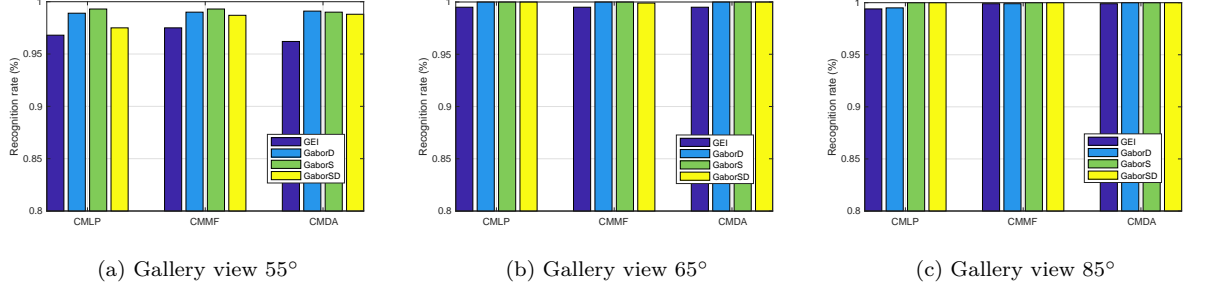 Recognition rate (%)
1
0.95
0.9
0.85
0.8
GEI
GaborD
GaborS
GaborSD
CMLP
CMMF
CMDA
(a) Gallery view 55°
Recognition rate (%)
1
0.95
0.9
0.85
0.8
GEI
GaborD
GaborS
GaborSD
CMLP
CMMF
CMDA
(b) Gallery view 65°
Recognition rate (%)
1
0.95
0.9
0.85
0.8
GEI
GaborD
GaborS
GaborSD
CMLP
CMMF
CMDA
(c) Gallery view 85°